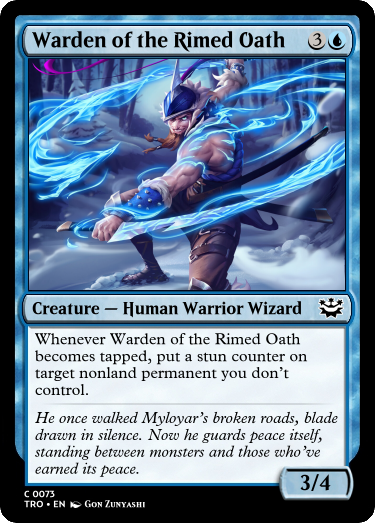 Warden of the Rimed Oath 3
Creature — Human Warrior Wizard
Whenever Warden of the Rimed Oath
becomes tapped, put a stun counter on
target nonland permanent you don't
control.
He once walked Myloyar's broken roads, blade
drawn in silence. Now he guards peace itself,
standing between monsters and those who've
earned its peace.
3/4
C 0073
TRO • EN Gon Zunyashi